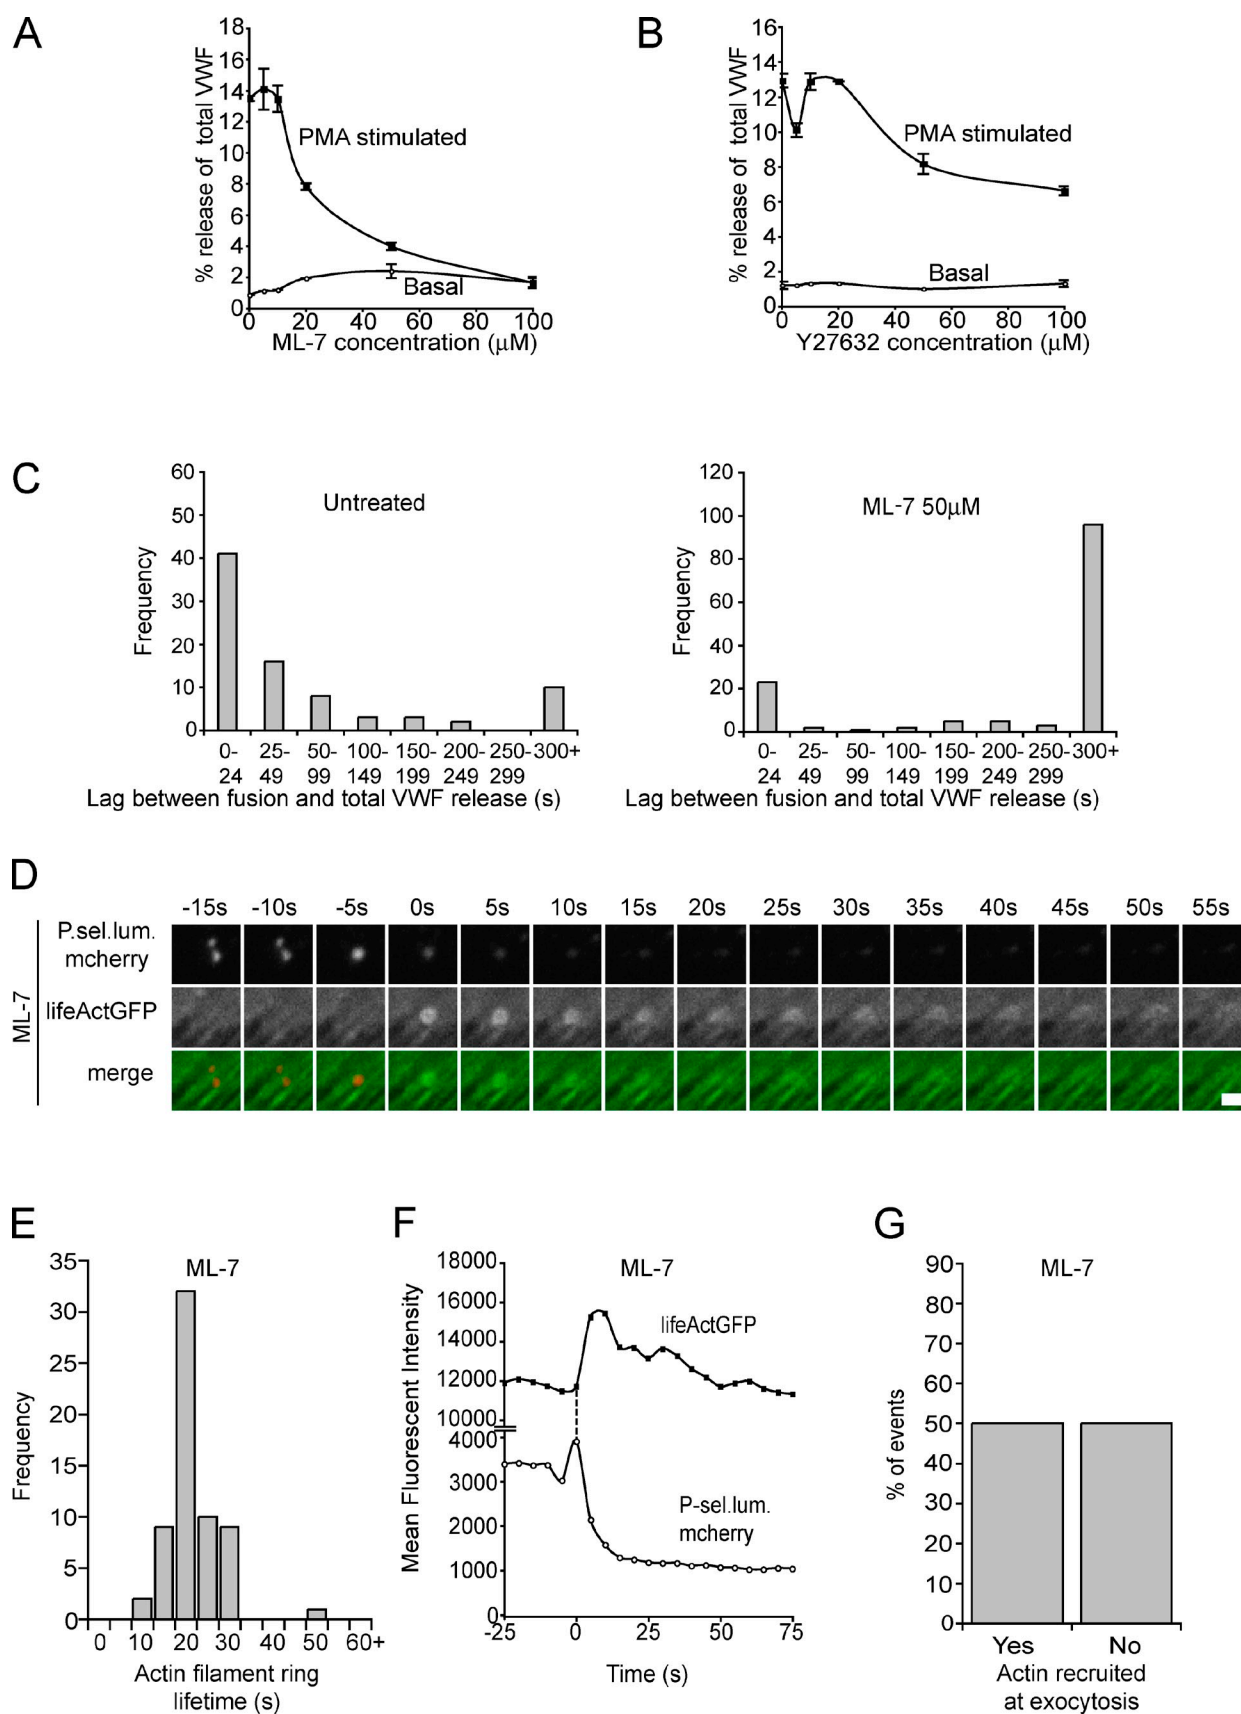 A
18
16
14
12
10
8
6
4
2
0
% release of total VWF
PMA stimulated
Basal
0 20 40 60 80 100
ML-7 concentration (μM)
B
16
14
12
10
8
6
4
2
0
% release of total VWF
PMA stimulated
Basal
0 20 40 60 80 100
Y27632 concentration (μM)
C
60
50
40
30
20
10
0
Frequency
Untreated
0- 25- 50- 100- 150- 200- 250- 300+
24 49 99 149 199 249 299
Lag between fusion and total VWF release (s)
120
100
80
60
40
20
0
Frequency
ML-7 50μM
0- 25- 50- 100- 150- 200- 250- 300+
24 49 99 149 199 249 299
Lag between fusion and total VWF release (s)
D
-15s -10s -5s 0s 5s 10s 15s 20s 25s 30s 35s 40s 45s 50s 55s
ML-7
P.sel.lum.
mcherry
lifeActGFP
merge
E
ML-7
35
30
25
20
15
10
5
0
Frequency
0 10 20 30 40 50 60+
Actin filament ring
lifetime (s)
F
ML-7
18000
16000
14000
12000
10000
4000
3000
2000
1000
0
Mean Fluorescent Intensity
lifeActGFP
P-sel.lum.
mcherry
-25 0 25 50 75
Time (s)
G
ML-7
90
80
70
60
50
40
30
20
10
0
% of events
Yes No
Actin recruited
at exocytosis